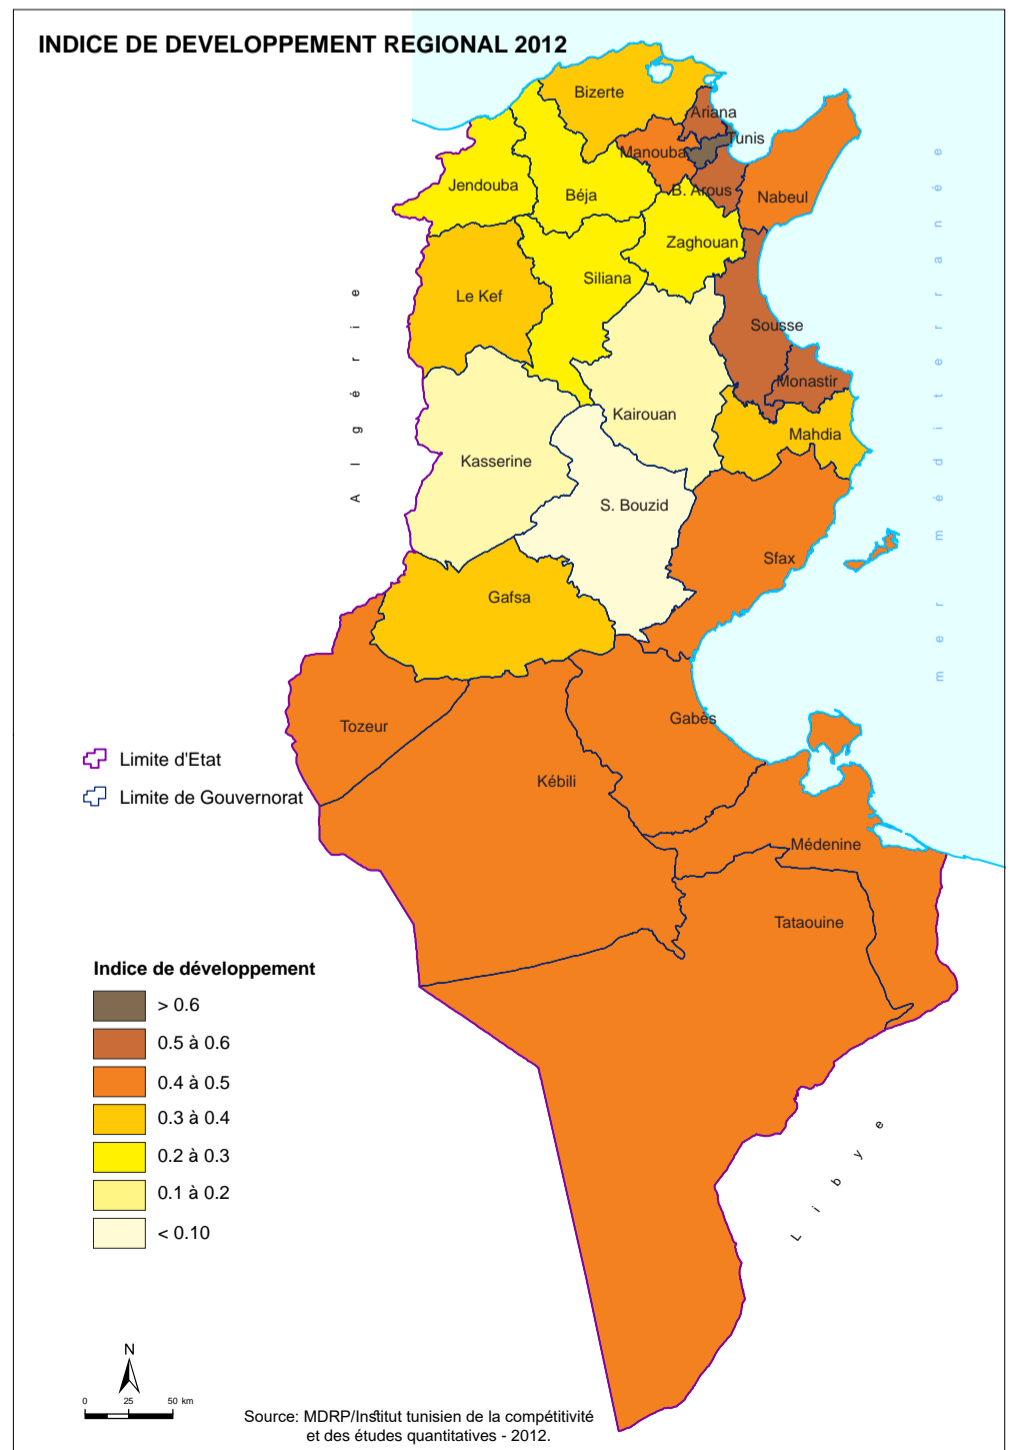 INDICE DE DEVELOPPEMENT REGIONAL 2012
Bizerte
Ariana
Tunis
Manouba
Jendouba
B. Arous
Béja
Nabeul
Zaghouan
Siliana
Le Kef
Sousse
Monastir
Kairouan
Mahdia
Kasserine
S. Bouzid
Sfax
Gafsa
Gabès
Tozeur
Kébili
Médenine
Tataouine
Algérie
mer méditerranée
Libye
Limite d'Etat
Limite de Gouvernorat
Indice de développement
> 0.6
0.5 à 0.6
0.4 à 0.5
0.3 à 0.4
0.2 à 0.3
0.1 à 0.2
< 0.10
N
0 25 50 km
Source: MDRP/Institut tunisien de la compétitivité
et des études quantitatives - 2012.